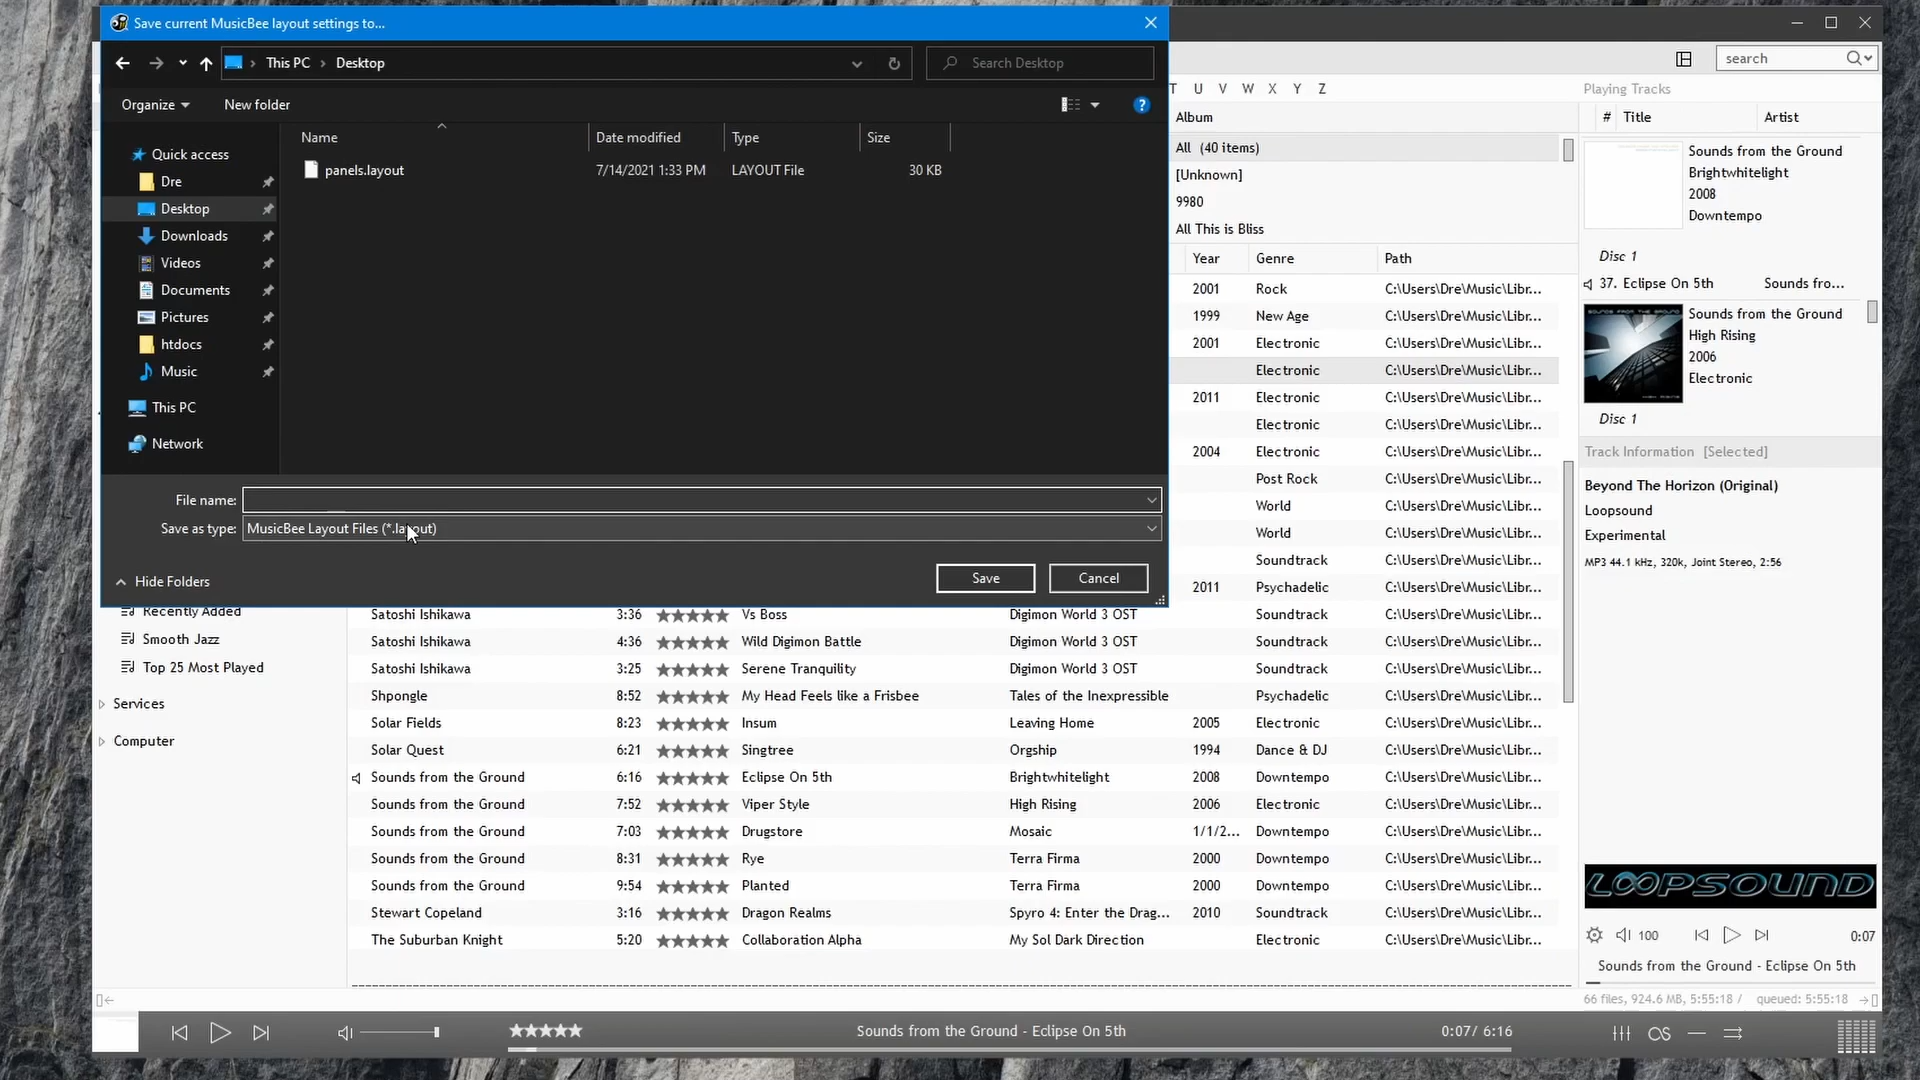 Save current MusicBee layout settings to...
This PC › Desktop
Search Desktop
Organize
New folder
Name
Date modified
Type
Size
panels.layout
7/14/2021 1:33 PM
LAYOUT File
30 KB
Quick access
Dre
Desktop
Downloads
Videos
Documents
Pictures
htdocs
Music
This PC
Network
File name:
Save as type:
MusicBee Layout Files (*.layout)
Hide Folders
Save
Cancel
search
T U V W X Y Z
Album
All (40 items)
[Unknown]
9980
All This is Bliss
Year Genre Path
2001 Rock C:\Users\Dre\Music\Libr...
1999 New Age C:\Users\Dre\Music\Libr...
2001 Electronic C:\Users\Dre\Music\Libr...
Electronic C:\Users\Dre\Music\Libr...
2011 Electronic C:\Users\Dre\Music\Libr...
Electronic C:\Users\Dre\Music\Libr...
2004 Electronic C:\Users\Dre\Music\Libr...
Post Rock C:\Users\Dre\Music\Libr...
World C:\Users\Dre\Music\Libr...
World C:\Users\Dre\Music\Libr...
Soundtrack C:\Users\Dre\Music\Libr...
2011 Psychadelic C:\Users\Dre\Music\Libr...
Satoshi Ishikawa 3:36 Vs Boss Digimon World 3 OST Soundtrack C:\Users\Dre\Music\Libr...
Satoshi Ishikawa 4:36 Wild Digimon Battle Digimon World 3 OST Soundtrack C:\Users\Dre\Music\Libr...
Satoshi Ishikawa 3:25 Serene Tranquility Digimon World 3 OST Soundtrack C:\Users\Dre\Music\Libr...
Shpongle 8:52 My Head Feels like a Frisbee Tales of the Inexpressible Psychadelic C:\Users\Dre\Music\Libr...
Solar Fields 8:23 Insum Leaving Home 2005 Electronic C:\Users\Dre\Music\Libr...
Solar Quest 6:21 Singtree Orgship 1994 Dance & DJ C:\Users\Dre\Music\Libr...
Sounds from the Ground 6:16 Eclipse On 5th Brightwhitelight 2008 Downtempo C:\Users\Dre\Music\Libr...
Sounds from the Ground 7:52 Viper Style High Rising 2006 Electronic C:\Users\Dre\Music\Libr...
Sounds from the Ground 7:03 Drugstore Mosaic 1/1/2... Downtempo C:\Users\Dre\Music\Libr...
Sounds from the Ground 8:31 Rye Terra Firma 2000 Downtempo C:\Users\Dre\Music\Libr...
Sounds from the Ground 9:54 Planted Terra Firma 2000 Downtempo C:\Users\Dre\Music\Libr...
Stewart Copeland 3:16 Dragon Realms Spyro 4: Enter the Drag... 2010 Soundtrack C:\Users\Dre\Music\Libr...
The Suburban Knight 5:20 Collaboration Alpha My Sol Dark Direction Electronic C:\Users\Dre\Music\Libr...
Recently Added
Smooth Jazz
Top 25 Most Played
Services
Computer
Playing Tracks
# Title Artist
Sounds from the Ground
Brightwhitelight
2008
Downtempo
Disc 1
37. Eclipse On 5th Sounds fro...
SOUNDS FROM THE GROUND
Sounds from the Ground
High Rising
2006
Electronic
Disc 1
Track Information [Selected]
Beyond The Horizon (Original)
Loopsound
Experimental
MP3 44.1 kHz, 320k, Joint Stereo, 2:56
LOOPSOUND
100
0:07
Sounds from the Ground - Eclipse On 5th
66 files, 924.6 MB, 5:55:18 / queued: 5:55:18
Sounds from the Ground - Eclipse On 5th
0:07/ 6:16